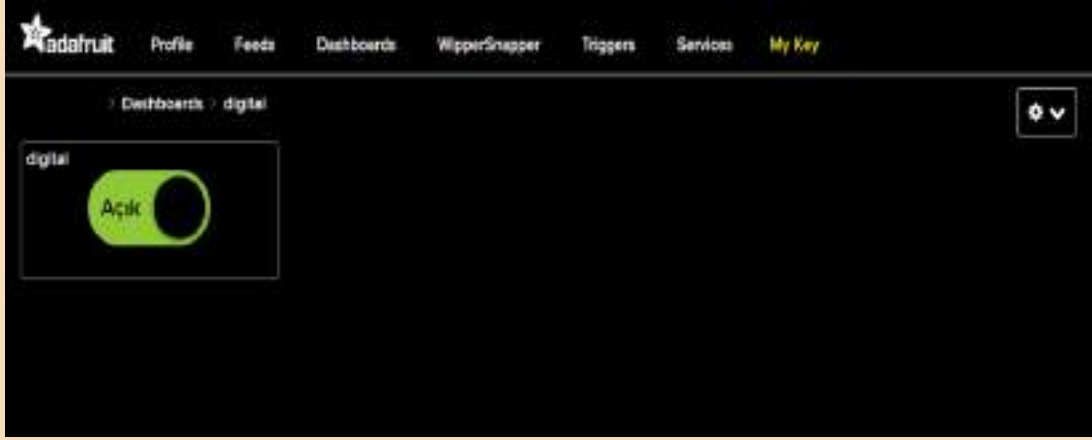 adafruit Profile Feeds Dashboards WipperSnapper Triggers Services My Key
> Dashboards > digital
digital
Açık